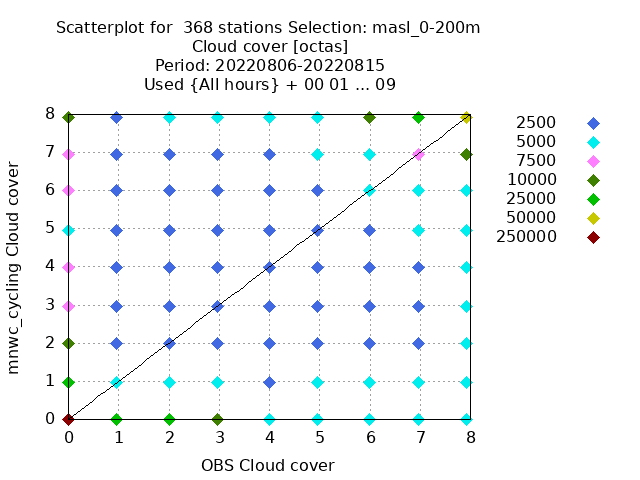 Scatterplot for  368 stations Selection: masl_0-200m
Cloud cover [octas]
Period: 20220806-20220815
Used {All hours} + 00 01 ... 09
8
7
6
5
4
3
2
1
0
mnwc_cycling Cloud cover
0 1 2 3 4 5 6 7 8
OBS Cloud cover
2500
5000
7500
10000
25000
50000
250000